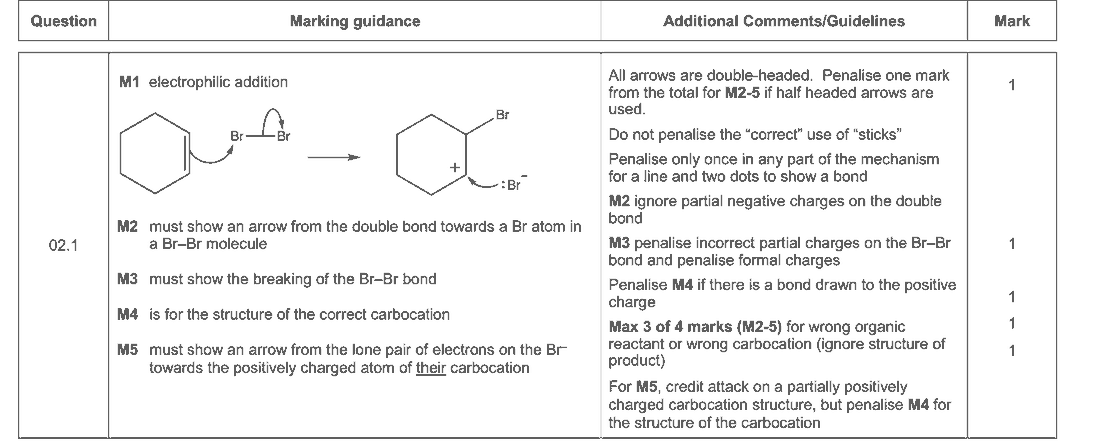 Question
Marking guidance
Additional Comments/Guidelines
Mark
02.1
M1 electrophilic addition
Br
Br
Br
+
:Br⁻
M2 must show an arrow from the double bond towards a Br atom in
a Br–Br molecule
M3 must show the breaking of the Br–Br bond
M4 is for the structure of the correct carbocation
M5 must show an arrow from the lone pair of electrons on the Br⁻
towards the positively charged atom of their carbocation
All arrows are double-headed. Penalise one mark
from the total for M2-5 if half headed arrows are
used.
Do not penalise the “correct” use of “sticks”
Penalise only once in any part of the mechanism
for a line and two dots to show a bond
M2 ignore partial negative charges on the double
bond
M3 penalise incorrect partial charges on the Br–Br
bond and penalise formal charges
Penalise M4 if there is a bond drawn to the positive
charge
Max 3 of 4 marks (M2-5) for wrong organic
reactant or wrong carbocation (ignore structure of
product)
For M5, credit attack on a partially positively
charged carbocation structure, but penalise M4 for
the structure of the carbocation
1
1
1
1
1